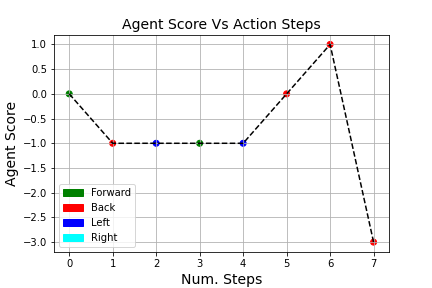 Agent Score Vs Action Steps
Agent Score
1.0
0.5
0.0
−0.5
−1.0
−1.5
−2.0
−2.5
−3.0
Forward
Back
Left
Right
0 1 2 3 4 5 6 7
Num. Steps